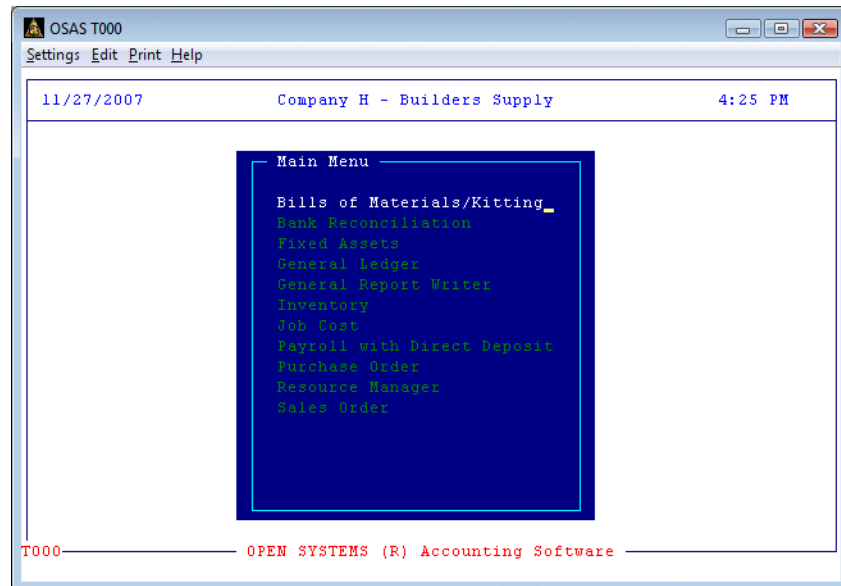 OSAS T000
Settings Edit Print Help
11/27/2007 Company H - Builders Supply 4:25 PM
Main Menu
Bills of Materials/Kitting_
Bank Reconciliation
Fixed Assets
General Ledger
General Report Writer
Inventory
Job Cost
Payroll with Direct Deposit
Purchase Order
Resource Manager
Sales Order
T000 OPEN SYSTEMS (R) Accounting Software